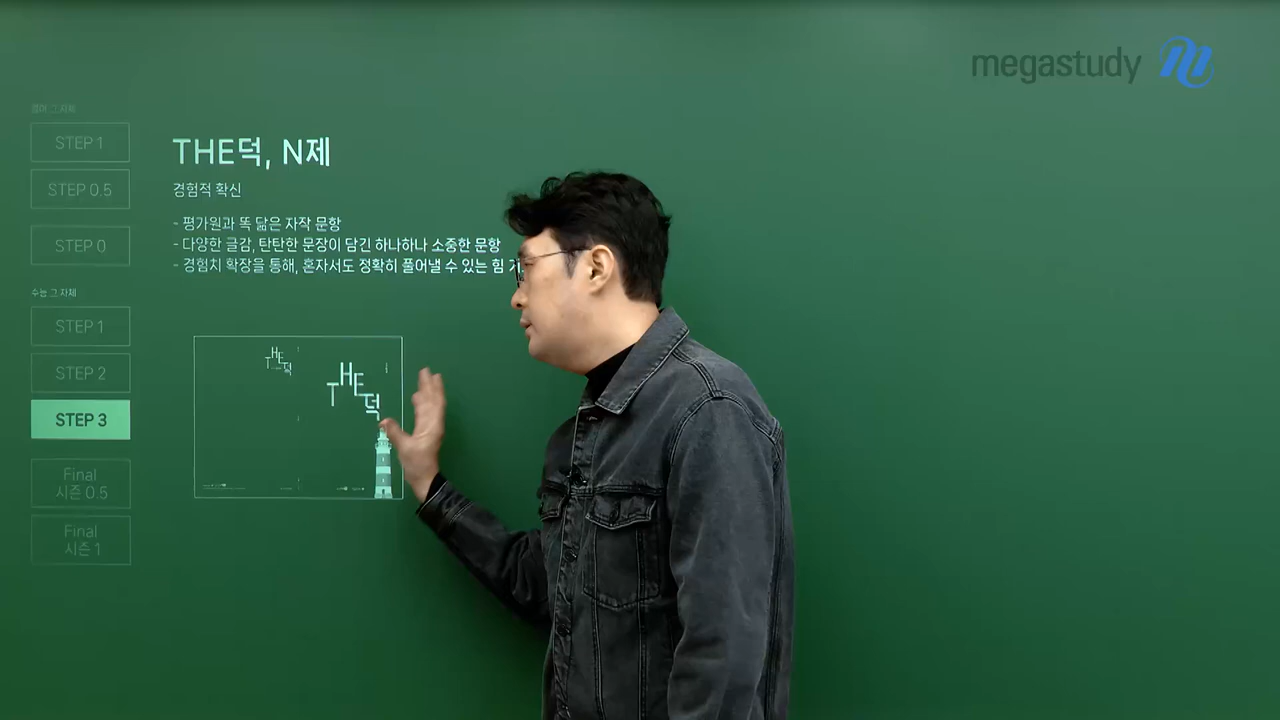 megastudy
영어 그 자체
STEP 1
STEP 0.5
STEP 0
수능 그 자체
STEP 1
STEP 2
STEP 3
Final
시즌 0.5
Final
시즌 1
THE덕, N제
경험적 확신
- 평가원과 똑 닮은 자작 문항
- 다양한 글감, 탄탄한 문장이 담긴 하나하나 소중한 문항
- 경험치 확장을 통해, 혼자서도 정확히 풀어낼 수 있는 힘
THE덕
THE덕